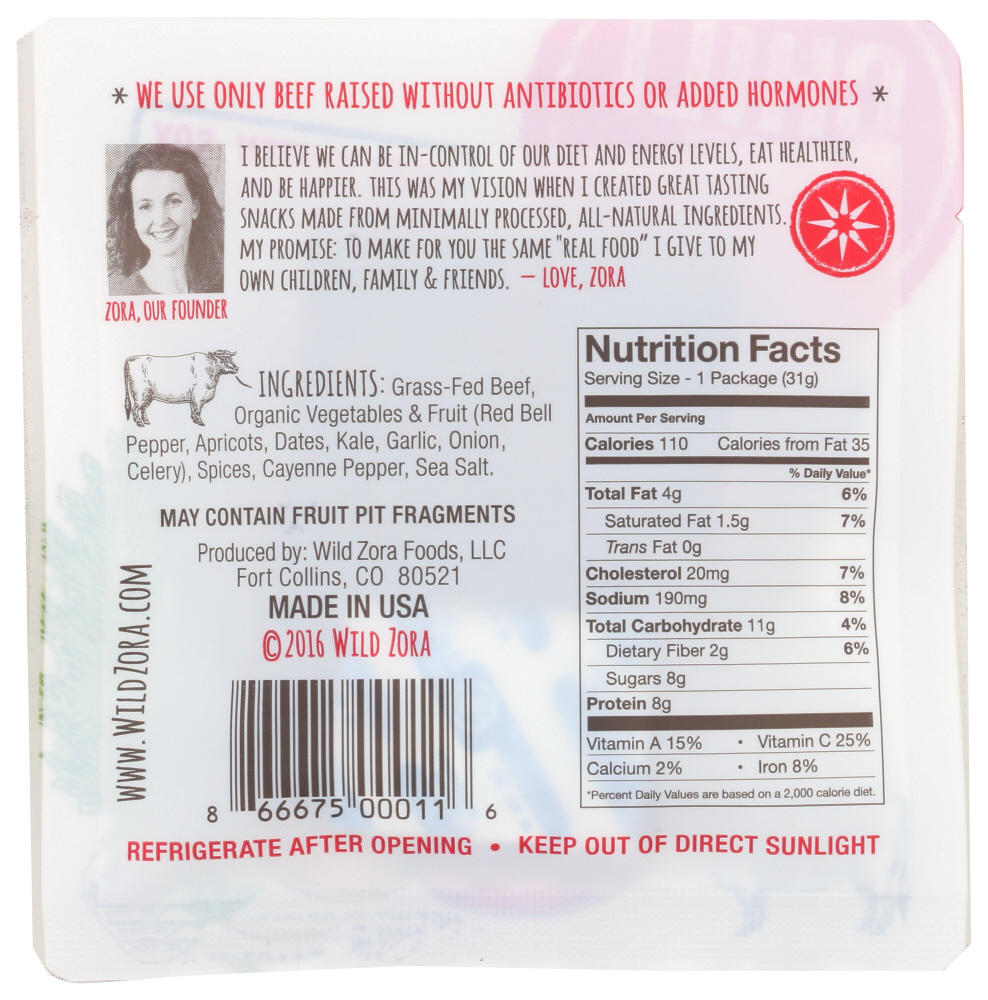 * WE USE ONLY BEEF RAISED WITHOUT ANTIBIOTICS OR ADDED HORMONES *
I BELIEVE WE CAN BE IN-CONTROL OF OUR DIET AND ENERGY LEVELS, EAT HEALTHIER,
AND BE HAPPIER. THIS WAS MY VISION WHEN I CREATED GREAT TASTING
SNACKS MADE FROM MINIMALLY PROCESSED, ALL-NATURAL INGREDIENTS.
MY PROMISE: TO MAKE FOR YOU THE SAME "REAL FOOD" I GIVE TO MY
OWN CHILDREN, FAMILY & FRIENDS. — LOVE, ZORA
ZORA, OUR FOUNDER
INGREDIENTS: Grass-Fed Beef,
Organic Vegetables & Fruit (Red Bell
Pepper, Apricots, Dates, Kale, Garlic, Onion,
Celery), Spices, Cayenne Pepper, Sea Salt.
MAY CONTAIN FRUIT PIT FRAGMENTS
Produced by: Wild Zora Foods, LLC
Fort Collins, CO 80521
MADE IN USA
©2016 WILD ZORA
WWW.WILDZORA.COM
8 66675 00011 6
Nutrition Facts
Serving Size - 1 Package (31g)
Amount Per Serving
Calories 110 Calories from Fat 35
% Daily Value*
Total Fat 4g 6%
Saturated Fat 1.5g 7%
Trans Fat 0g
Cholesterol 20mg 7%
Sodium 190mg 8%
Total Carbohydrate 11g 4%
Dietary Fiber 2g 6%
Sugars 8g
Protein 8g
Vitamin A 15% • Vitamin C 25%
Calcium 2% • Iron 8%
*Percent Daily Values are based on a 2,000 calorie diet.
REFRIGERATE AFTER OPENING • KEEP OUT OF DIRECT SUNLIGHT